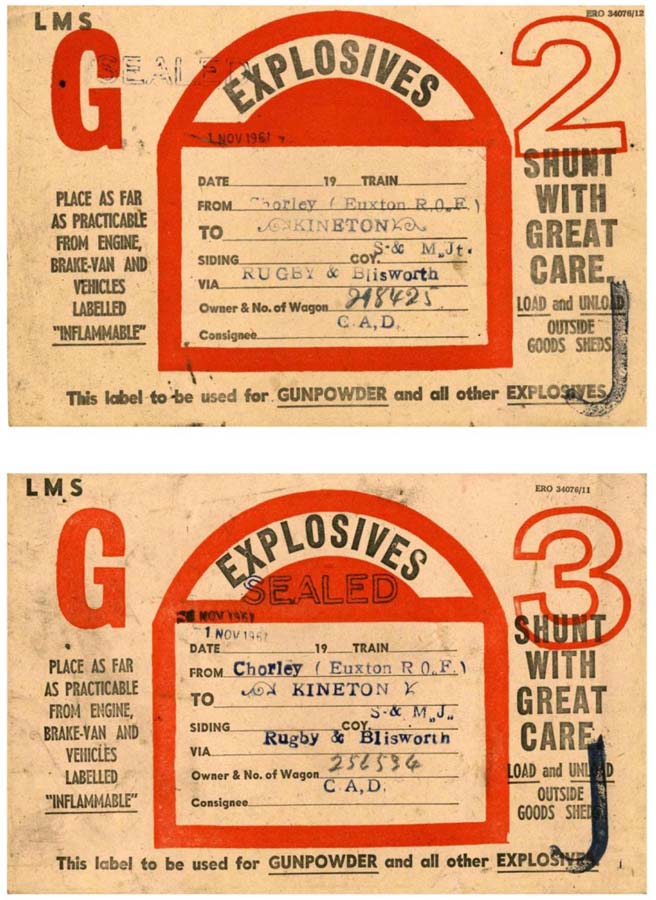 LMS
ERO 34076/12
G
SEALED
EXPLOSIVES
2
1 NOV 1961
PLACE AS FAR
AS PRACTICABLE
FROM ENGINE,
BRAKE-VAN AND
VEHICLES
LABELLED
"INFLAMMABLE"
DATE 19 TRAIN
FROM Chorley (Euxton R.O.F.)
TO KINETON
S-& M.Jt.
SIDING COY.
VIA RUGBY & Blisworth
Owner & No. of Wagon 218425
C.A.D.
Consignee
SHUNT
WITH
GREAT
CARE.
LOAD and UNLOAD
OUTSIDE
GOODS SHEDS
J
This label to be used for GUNPOWDER and all other EXPLOSIVES
LMS
ERO 34076/11
G
EXPLOSIVES
SEALED
3
NOV 1961
1 NOV 1961
PLACE AS FAR
AS PRACTICABLE
FROM ENGINE,
BRAKE-VAN AND
VEHICLES
LABELLED
"INFLAMMABLE"
DATE 19 TRAIN
FROM Chorley (Euxton R.O.F.)
TO KINETON
S-& M.J.
SIDING COY.
Rugby & Blisworth
VIA
Owner & No. of Wagon 256534
C.A.D.
Consignee
SHUNT
WITH
GREAT
CARE.
LOAD and UNLOAD
OUTSIDE
GOODS SHEDS
J
This label to be used for GUNPOWDER and all other EXPLOSIVES.